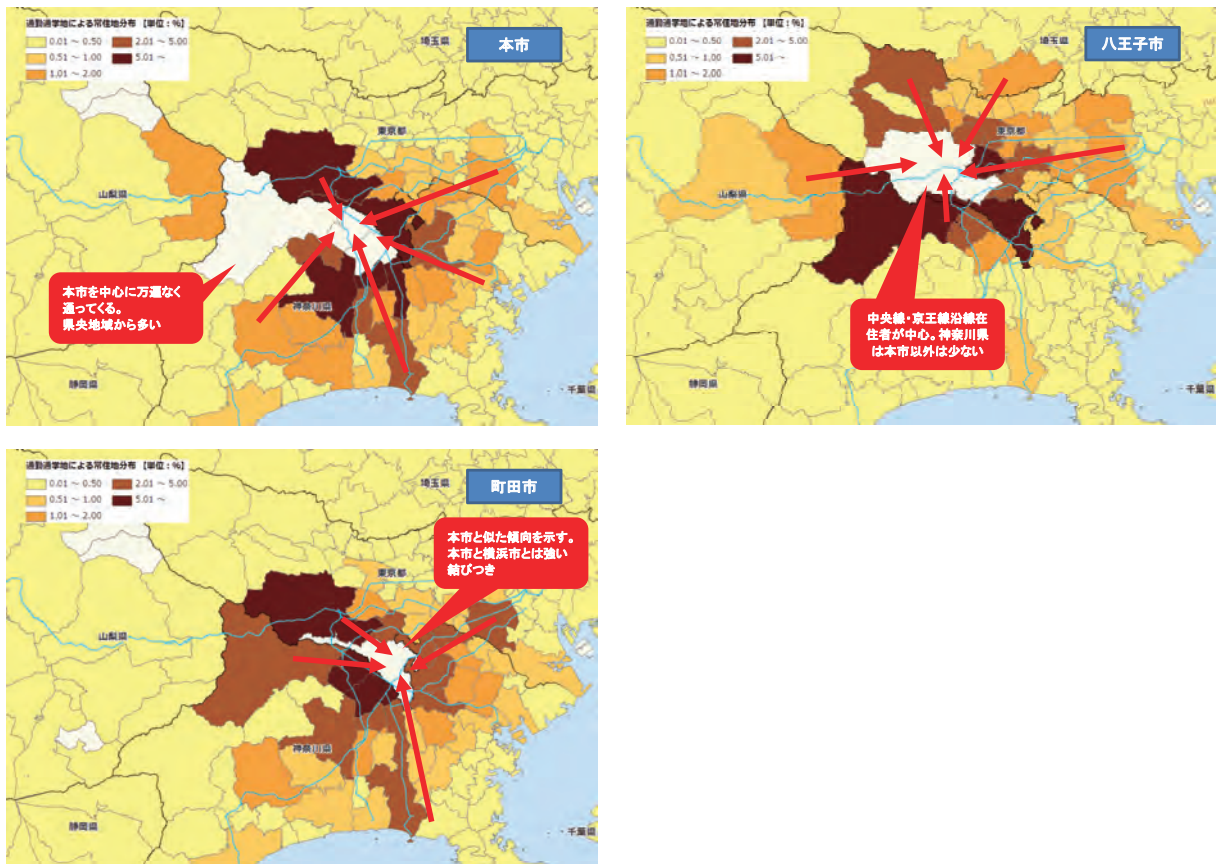 通勤通学地による常住地分布 【単位:%】
0.01 ~ 0.50
2.01 ~ 5.00
0.51 ~ 1.00
5.01 ~
1.01 ~ 2.00
本市
埼玉県
東京都
山梨県
神奈川県
静岡県
千葉県
本市を中心に万遍なく
通ってくる。
県央地域から多い
通勤通学地による常住地分布 【単位:%】
0.01 ~ 0.50
2.01 ~ 5.00
0.51 ~ 1.00
5.01 ~
1.01 ~ 2.00
八王子市
埼玉県
東京都
山梨県
静岡県
千葉県
中央線・京王線沿線在
住者が中心。神奈川県
は本市以外は少ない
通勤通学地による常住地分布 【単位:%】
0.01 ~ 0.50
2.01 ~ 5.00
0.51 ~ 1.00
5.01 ~
1.01 ~ 2.00
町田市
埼玉県
東京都
山梨県
神奈川県
静岡県
千葉県
本市と似た傾向を示す。
本市と横浜市とは強い
結びつき